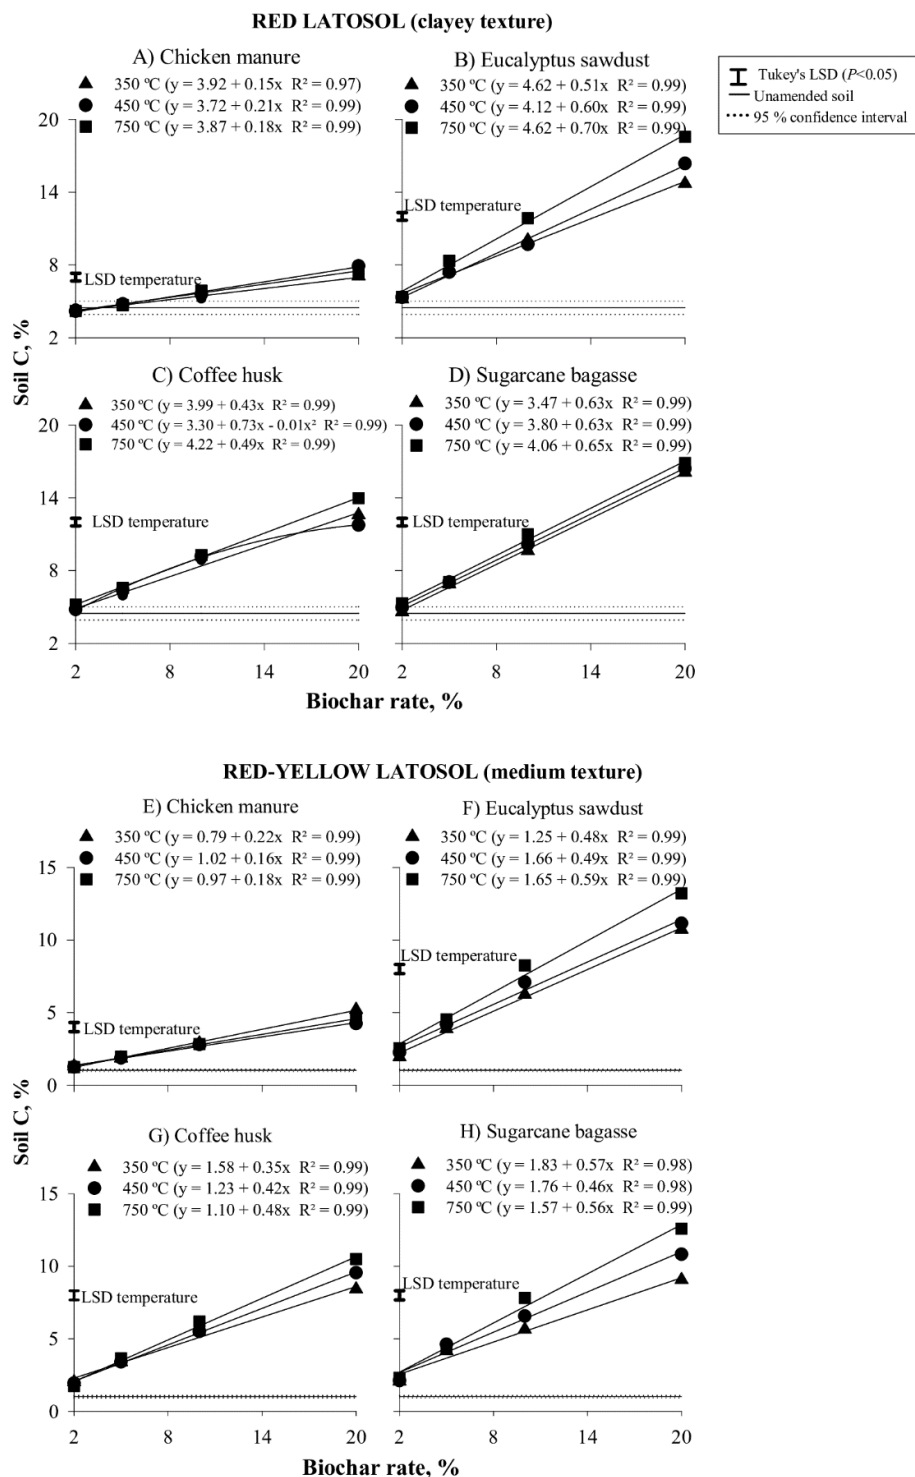 RED LATOSOL (clayey texture)
A) Chicken manure
350 ºC (y = 3.92 + 0.15x R² = 0.97)
450 ºC (y = 3.72 + 0.21x R² = 0.99)
750 ºC (y = 3.87 + 0.18x R² = 0.99)
B) Eucalyptus sawdust
350 ºC (y = 4.62 + 0.51x R² = 0.99)
450 ºC (y = 4.12 + 0.60x R² = 0.99)
750 ºC (y = 4.62 + 0.70x R² = 0.99)
Tukey's LSD (P<0.05)
Unamended soil
95 % confidence interval
20
14
8
2
LSD temperature
LSD temperature
Soil C, %
C) Coffee husk
350 ºC (y = 3.99 + 0.43x R² = 0.99)
450 ºC (y = 3.30 + 0.73x - 0.01x² R² = 0.99)
750 ºC (y = 4.22 + 0.49x R² = 0.99)
D) Sugarcane bagasse
350 ºC (y = 3.47 + 0.63x R² = 0.99)
450 ºC (y = 3.80 + 0.63x R² = 0.99)
750 ºC (y = 4.06 + 0.65x R² = 0.99)
20
14
8
2
LSD temperature
LSD temperature
2 8 14 20
2 8 14 20
Biochar rate, %
RED-YELLOW LATOSOL (medium texture)
E) Chicken manure
350 ºC (y = 0.79 + 0.22x R² = 0.99)
450 ºC (y = 1.02 + 0.16x R² = 0.99)
750 ºC (y = 0.97 + 0.18x R² = 0.99)
F) Eucalyptus sawdust
350 ºC (y = 1.25 + 0.48x R² = 0.99)
450 ºC (y = 1.66 + 0.49x R² = 0.99)
750 ºC (y = 1.65 + 0.59x R² = 0.99)
15
10
5
0
LSD temperature
LSD temperature
Soil C, %
G) Coffee husk
350 ºC (y = 1.58 + 0.35x R² = 0.99)
450 ºC (y = 1.23 + 0.42x R² = 0.99)
750 ºC (y = 1.10 + 0.48x R² = 0.99)
H) Sugarcane bagasse
350 ºC (y = 1.83 + 0.57x R² = 0.98)
450 ºC (y = 1.76 + 0.46x R² = 0.98)
750 ºC (y = 1.57 + 0.56x R² = 0.99)
15
10
5
0
LSD temperature
LSD temperature
2 8 14 20
2 8 14 20
Biochar rate, %